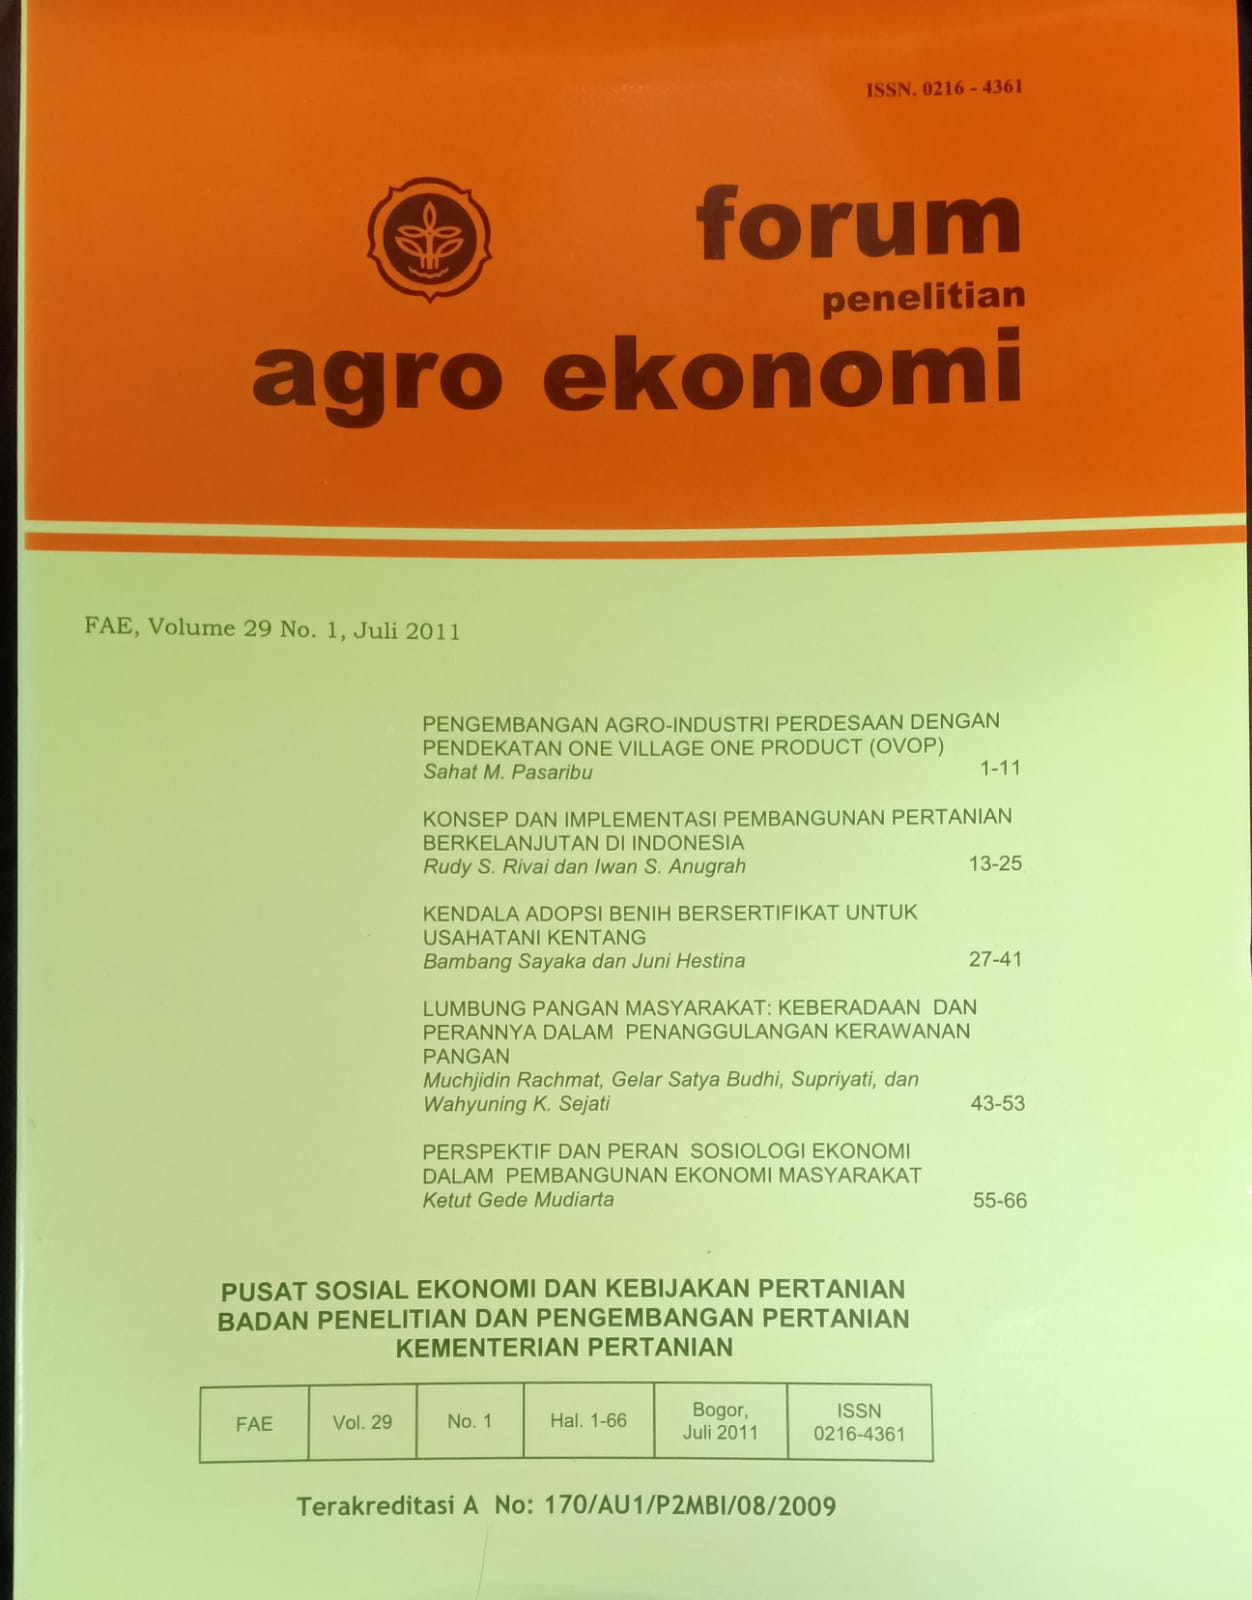 ISSN. 0216 - 4361
forum
penelitian
agro ekonomi
FAE, Volume 29 No. 1, Juli 2011
PENGEMBANGAN AGRO-INDUSTRI PERDESAAN DENGAN
PENDEKATAN ONE VILLAGE ONE PRODUCT (OVOP)
Sahat M. Pasaribu 1-11
KONSEP DAN IMPLEMENTASI PEMBANGUNAN PERTANIAN
BERKELANJUTAN DI INDONESIA
Rudy S. Rivai dan Iwan S. Anugrah 13-25
KENDALA ADOPSI BENIH BERSERTIFIKAT UNTUK
USAHATANI KENTANG
Bambang Sayaka dan Juni Hestina 27-41
LUMBUNG PANGAN MASYARAKAT: KEBERADAAN DAN
PERANNYA DALAM PENANGGULANGAN KERAWANAN
PANGAN
Muchjidin Rachmat, Gelar Satya Budhi, Supriyati, dan
Wahyuning K. Sejati 43-53
PERSPEKTIF DAN PERAN SOSIOLOGI EKONOMI
DALAM PEMBANGUNAN EKONOMI MASYARAKAT
Ketut Gede Mudiarta 55-66
PUSAT SOSIAL EKONOMI DAN KEBIJAKAN PERTANIAN
BADAN PENELITIAN DAN PENGEMBANGAN PERTANIAN
KEMENTERIAN PERTANIAN
FAE Vol. 29 No. 1 Hal. 1-66 Bogor, Juli 2011 ISSN 0216-4361
Terakreditasi A No: 170/AU1/P2MBI/08/2009